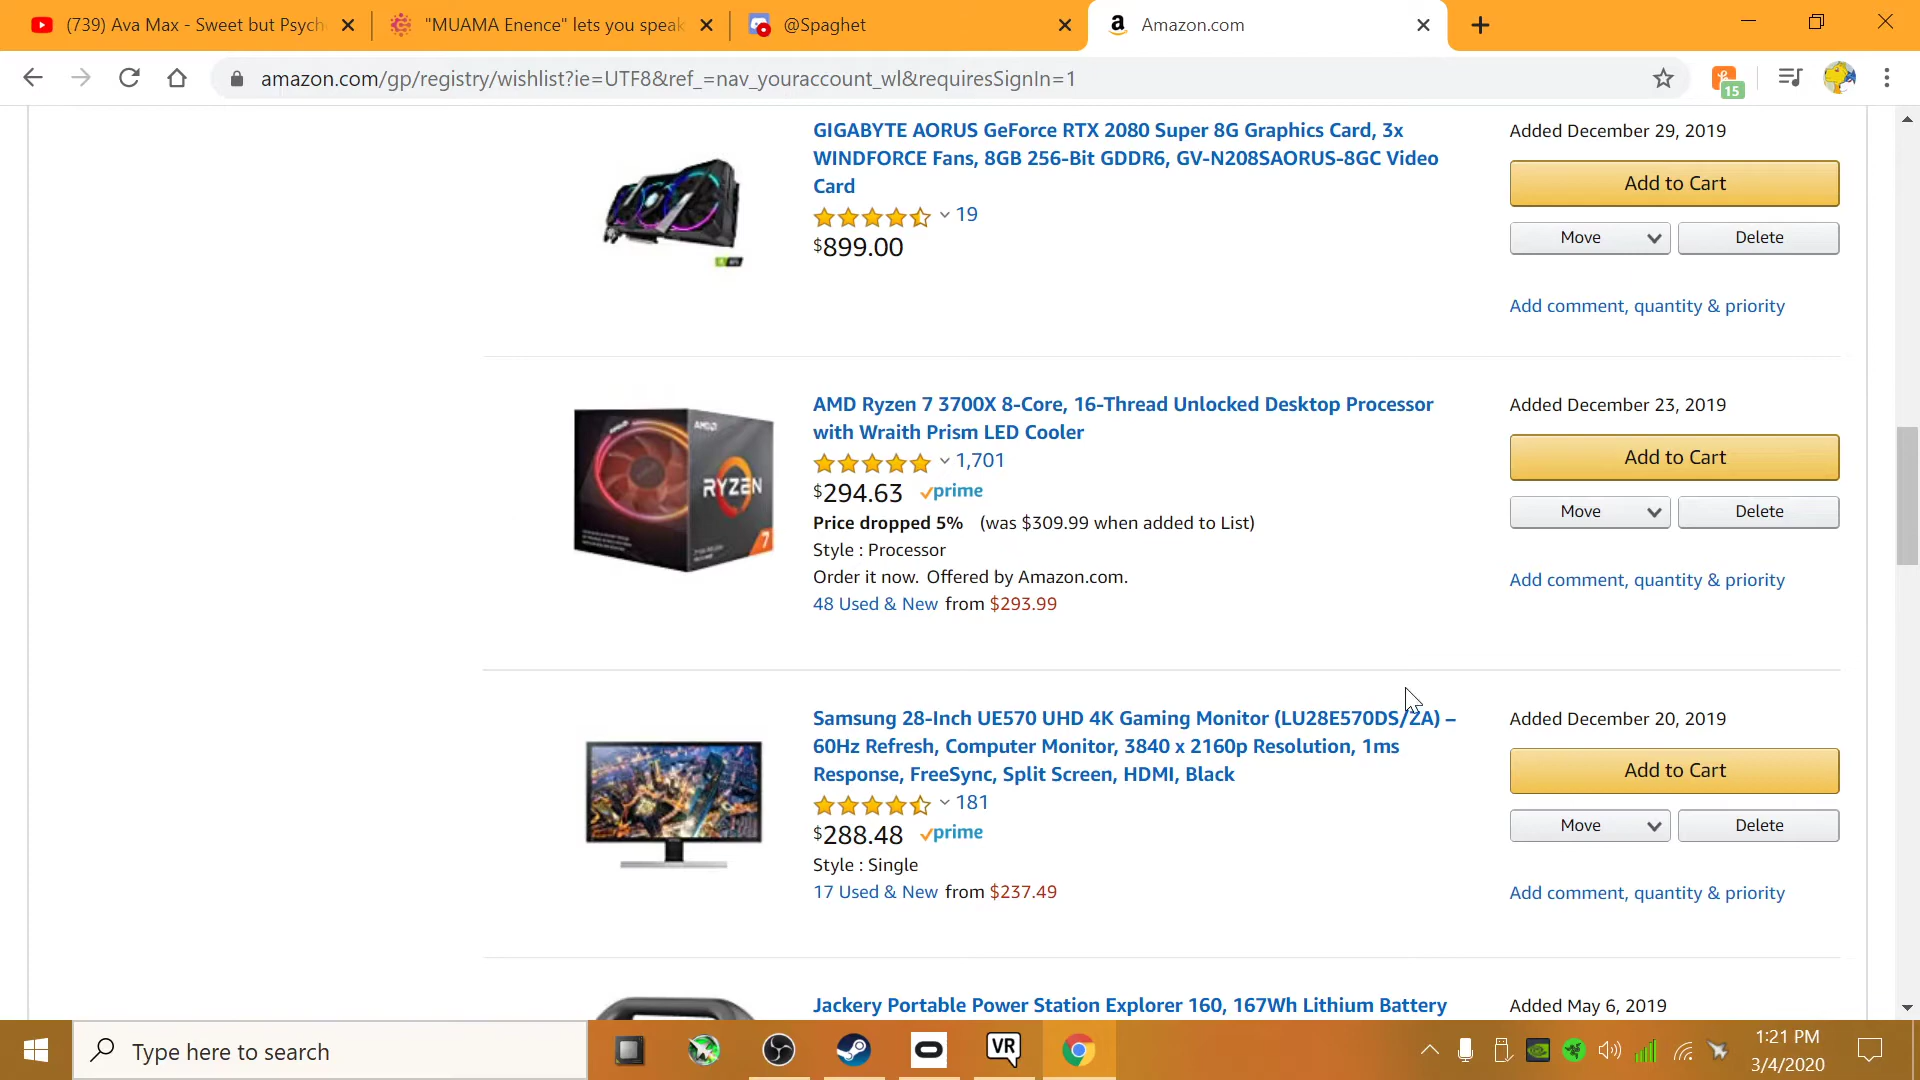 (739) Ava Max - Sweet but Psych
"MUAMA Enence" lets you speak
@Spaghet
Amazon.com
amazon.com/gp/registry/wishlist?ie=UTF8&ref_=nav_youraccount_wl&requiresSignIn=1
15
GIGABYTE AORUS GeForce RTX 2080 Super 8G Graphics Card, 3x
WINDFORCE Fans, 8GB 256-Bit GDDR6, GV-N208SAORUS-8GC Video
Card
19
$899.00
Added December 29, 2019
Add to Cart
Move
Delete
Add comment, quantity & priority
AMD
RYZEN
7
AMD Ryzen 7 3700X 8-Core, 16-Thread Unlocked Desktop Processor
with Wraith Prism LED Cooler
1,701
$294.63 prime
Price dropped 5% (was $309.99 when added to List)
Style : Processor
Order it now. Offered by Amazon.com.
48 Used & New from $293.99
Added December 23, 2019
Add to Cart
Move
Delete
Add comment, quantity & priority
Samsung 28-Inch UE570 UHD 4K Gaming Monitor (LU28E570DS/ZA) –
60Hz Refresh, Computer Monitor, 3840 x 2160p Resolution, 1ms
Response, FreeSync, Split Screen, HDMI, Black
181
$288.48 prime
Style : Single
17 Used & New from $237.49
Added December 20, 2019
Add to Cart
Move
Delete
Add comment, quantity & priority
Jackery Portable Power Station Explorer 160, 167Wh Lithium Battery
Added May 6, 2019
Type here to search
VR
1:21 PM
3/4/2020